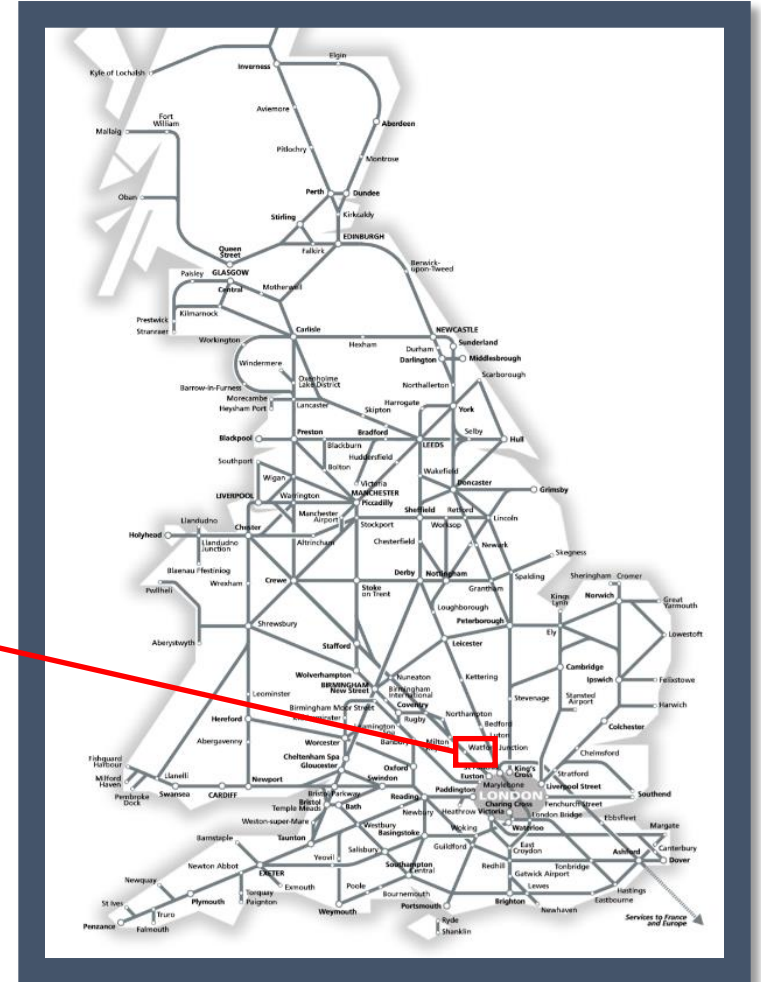 Elgin
Inverness
Kyle of Lochalsh
Aviemore
Fort
William
Aberdeen
Mallaig
Pitlochry
Montrose
Perth
Dundee
Oban
Stirling
Kirkcaldy
EDINBURGH
Queen
Street
Falkirk
Berwick-
upon-Tweed
Paisley
GLASGOW
Central
Motherwell
Prestwick
Kilmarnock
Stranraer
Carlisle
NEWCASTLE
Workington
Hexham
Durham
Sunderland
Darlington
Middlesbrough
Windermere
Scarborough
Oxenholme
Lake District
Barrow-in-Furness
Northallerton
Morecambe
Lancaster
Harrogate
Heysham Port
Skipton
York
Blackpool
Preston
Bradford
Selby
Hull
Blackburn
LEEDS
Huddersfield
Southport
Bolton
Wakefield
Wigan
Victoria
Doncaster
MANCHESTER
Grimsby
LIVERPOOL
Warrington
Piccadilly
Manchester
Airport
Sheffield
Retford
Llandudno
Lincoln
Chester
Stockport
Worksop
Holyhead
Llandudno
Junction
Altrincham
Chesterfield
Newark
Skegness
Blaenau Ffestiniog
Derby
Nottingham
Spalding
Sheringham
Cromer
Wrexham
Crewe
Stoke
on Trent
Grantham
Pwllheli
Kings
Lynn
Norwich
Great
Yarmouth
Loughborough
Shrewsbury
Peterborough
Ely
Lowestoft
Aberystwyth
Stafford
Leicester
Cambridge
Wolverhampton
Nuneaton
Kettering
BIRMINGHAM
New Street
Birmingham
International
Ipswich
Felixstowe
Leominster
Coventry
Stevenage
Stansted
Airport
Birmingham Moor Street
Rugby
Northampton
Harwich
Hereford
Bedford
Colchester
Worcester
Milton
Luton
Abergavenny
Watford Junction
Chelmsford
Cheltenham Spa
Fishguard
Harbour
Gloucester
Oxford
Euston
King's
Cross
Stratford
Llanelli
Newport
Swindon
Marylebone
Liverpool Street
Milford
Haven
Bristol Parkway
Paddington
LONDON
Southend
Pembroke
Dock
Swansea
CARDIFF
Bristol
Temple Meads
Bath
Reading
Charing Cross
Fenchurch Street
Newbury
Heathrow
Victoria
London Bridge
Ebbsfleet
Weston-super-Mare
Westbury
Waterloo
Margate
Barnstaple
Basingstoke
Woking
Taunton
East
Croydon
Canterbury
Salisbury
Guildford
Ashford
Newton Abbot
Yeovil
Southampton
Central
Redhill
Tonbridge
Dover
EXETER
Gatwick Airport
Newquay
Exmouth
Poole
Lewes
Hastings
Torquay
Bournemouth
Eastbourne
St Ives
Plymouth
Paignton
Portsmouth
Brighton
Newhaven
Weymouth
Truro
Ryde
Services to France
and Europe
Penzance
Falmouth
Shanklin